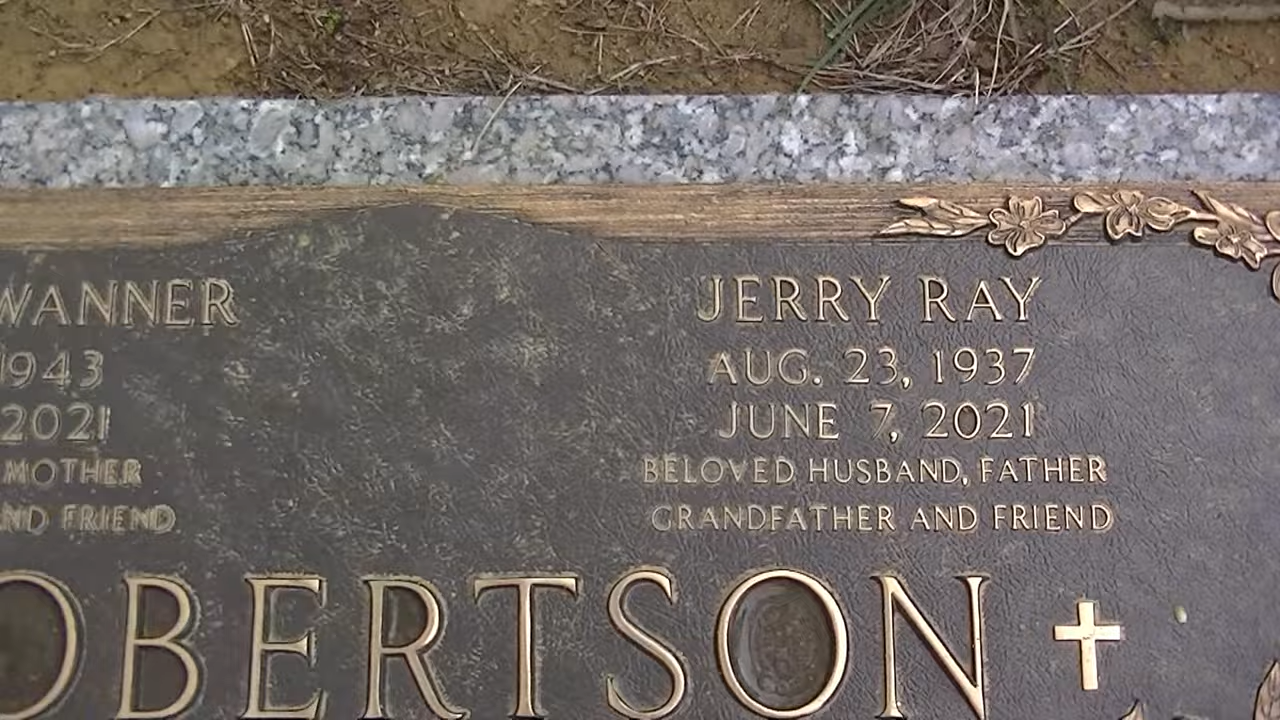 WANNER
1943
2021
MOTHER
ND FRIEND
JERRY RAY
AUG. 23, 1937
JUNE 7, 2021
BELOVED HUSBAND, FATHER
GRANDFATHER AND FRIEND
OBERTSON